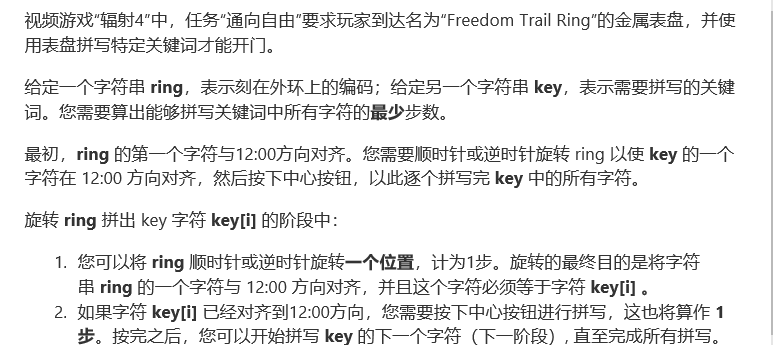 视频游戏“辐射4”中，任务“通向自由”要求玩家到达名为“Freedom Trail Ring”的金属表盘，并使
用表盘拼写特定关键词才能开门。
给定一个字符串 ring，表示刻在外环上的编码；给定另一个字符串 key，表示需要拼写的关键
词。您需要算出能够拼写关键词中所有字符的最少步数。
最初，ring 的第一个字符与12:00方向对齐。您需要顺时针或逆时针旋转 ring 以使 key 的一个
字符在 12:00 方向对齐，然后按下中心按钮，以此逐个拼写完 key 中的所有字符。
旋转 ring 拼出 key 字符 key[i] 的阶段中：
1. 您可以将 ring 顺时针或逆时针旋转一个位置，计为1步。旋转的最终目的是将字符
串 ring 的一个字符与 12:00 方向对齐，并且这个字符必须等于字符 key[i] 。
2. 如果字符 key[i] 已经对齐到12:00方向，您需要按下中心按钮进行拼写，这也将算作 1
步。按完之后，您可以开始拼写 key 的下一个字符（下一阶段）, 直至完成所有拼写。